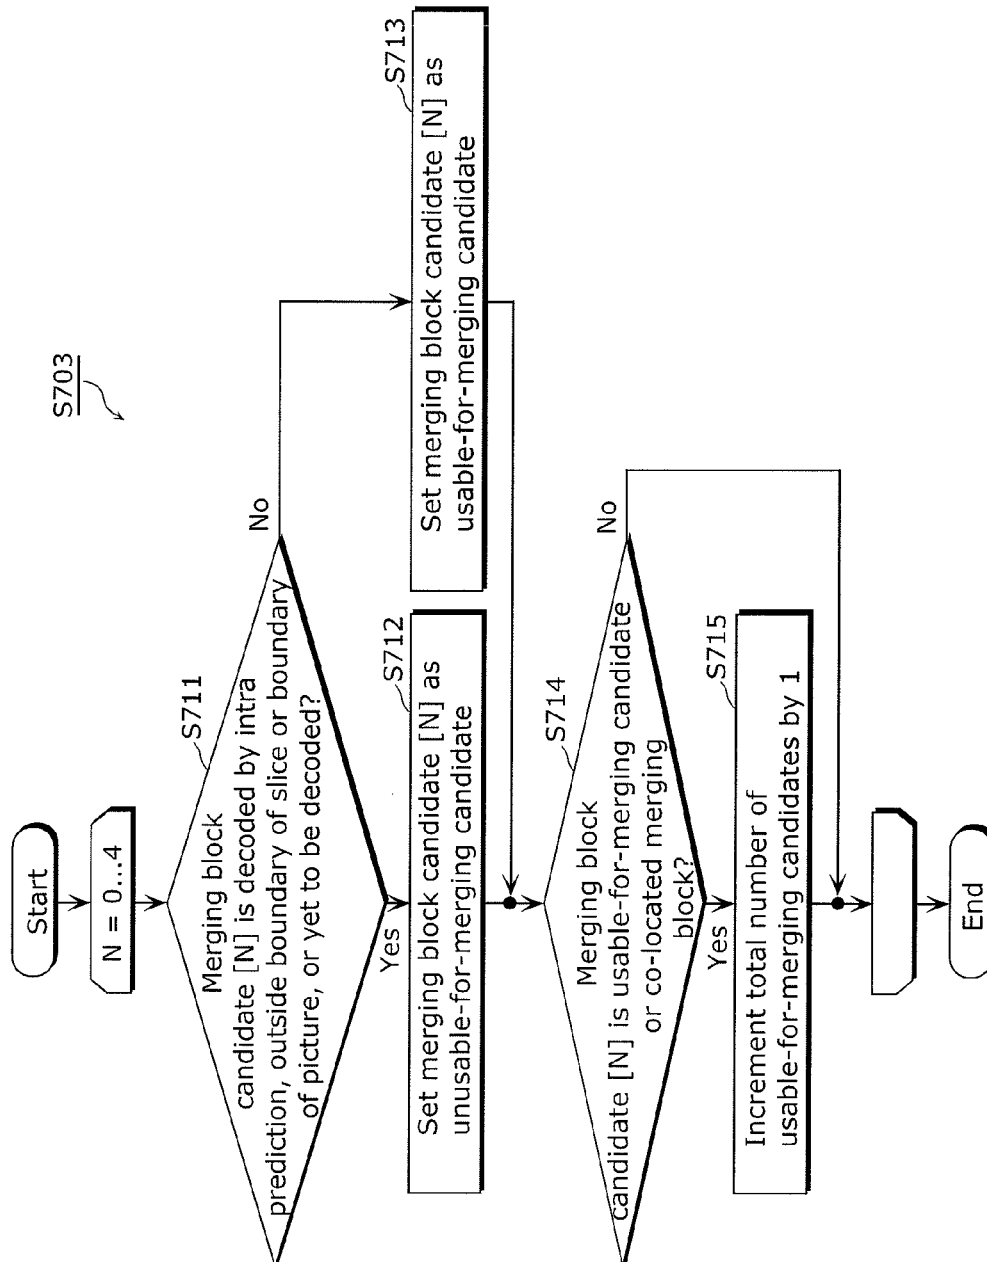 S703
Start
N = 0...4
S711
Merging block
candidate [N] is decoded by intra
prediction, outside boundary of slice or boundary
of picture, or yet to be decoded?
No
Yes
S712
Set merging block candidate [N] as
unusable-for-merging candidate
S713
Set merging block candidate [N] as
usable-for-merging candidate
S714
Merging block
candidate [N] is usable-for-merging candidate
or co-located merging
block?
No
Yes
S715
Increment total number of
usable-for-merging candidates by 1
End